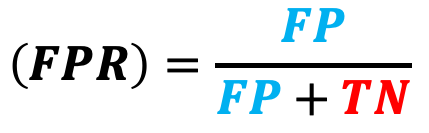 (FPR) = FP / FP + TN